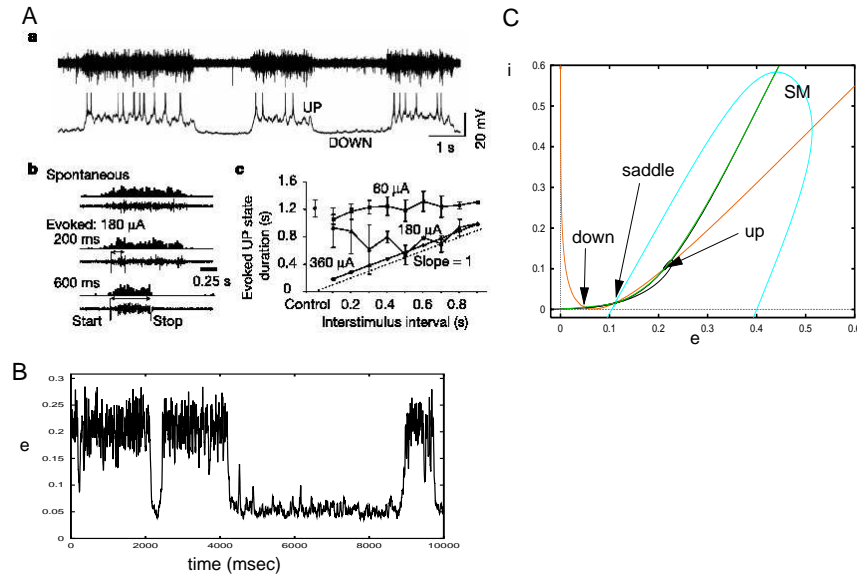 A
a
UP
DOWN
1 s
20 mV
b
Spontaneous
Evoked: 180 µA
200 ms
600 ms
0.25 s
Start
Stop
c
Evoked UP state
duration (s)
1.6
1.2
0.8
0.4
0
80 µA
180 µA
360 µA
Slope = 1
Control
0.2
0.4
0.6
0.8
Interstimulus interval (s)
B
e
0.3
0.25
0.2
0.15
0.1
0.05
0
0
2000
4000
6000
8000
10000
time (msec)
C
i
0.6
0.5
0.4
0.3
0.2
0.1
0
SM
saddle
down
up
0
0.1
0.2
0.3
0.4
0.5
0.6
e